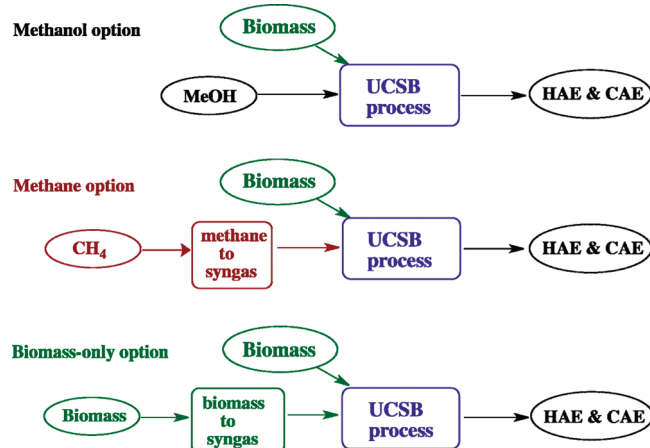 Methanol option
Biomass
MeOH
UCSB
process
HAE & CAE
Methane option
Biomass
CH₄
methane
to
syngas
UCSB
process
HAE & CAE
Biomass-only option
Biomass
Biomass
biomass
to
syngas
UCSB
process
HAE & CAE